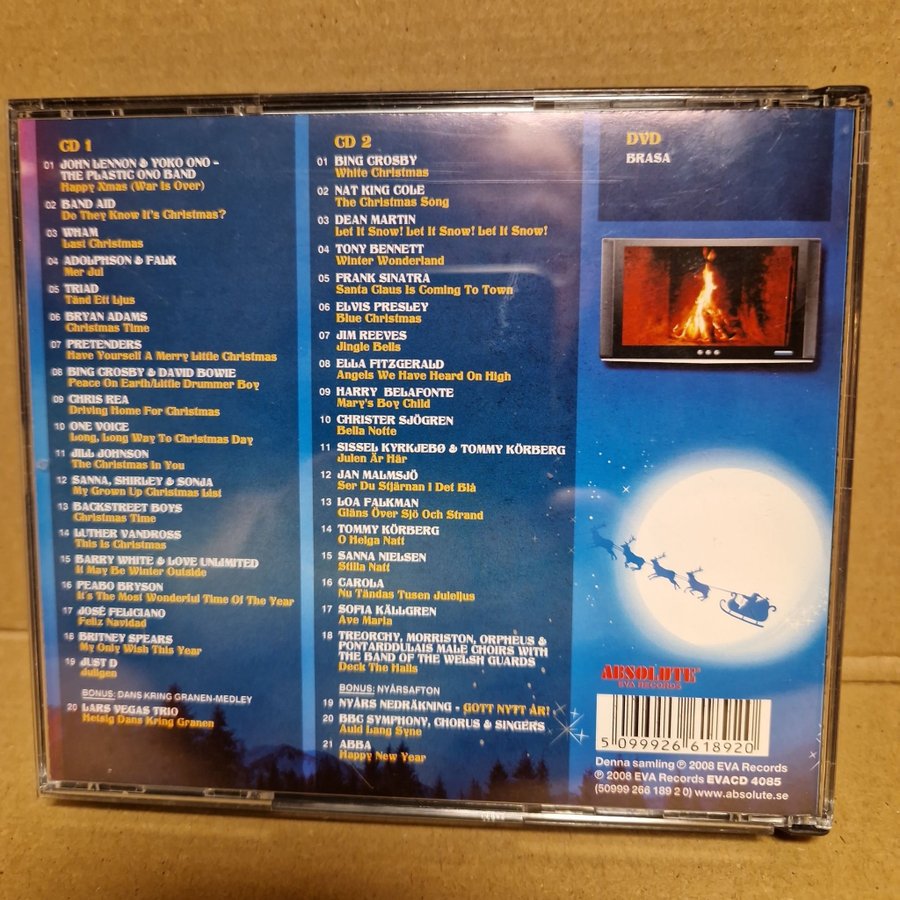 CD 1
01 JOHN LENNON & YOKO ONO –
THE PLASTIC ONO BAND
Happy Xmas (War Is Over)
02 BAND AID
Do They Know It's Christmas?
03 WHAM
Last Christmas
04 ADOLPHSON & FALK
Mer Jul
05 TRIAD
Tänd Ett Ljus
06 BRYAN ADAMS
Christmas Time
07 PRETENDERS
Have Yourself A Merry Little Christmas
08 BING CROSBY & DAVID BOWIE
Peace On Earth/Little Drummer Boy
09 CHRIS REA
Driving Home For Christmas
10 ONE VOICE
Long, Long Way To Christmas Day
11 JILL JOHNSON
The Christmas In You
12 SANNA, SHIRLEY & SONJA
My Grown Up Christmas List
13 BACKSTREET BOYS
Christmas Time
14 LUTHER VANDROSS
This Is Christmas
15 BARRY WHITE & LOVE UNLIMITED
It May Be Winter Outside
16 PEABO BRYSON
It's The Most Wonderful Time Of The Year
17 JOSÉ FELICIANO
Feliz Navidad
18 BRITNEY SPEARS
My Only Wish This Year
19 JUST D
Juligen
BONUS: DANS KRING GRANEN-MEDLEY
20 LARS VEGAS TRIO
Hetsig Dans Kring Granen
CD 2
01 BING CROSBY
White Christmas
02 NAT KING COLE
The Christmas Song
03 DEAN MARTIN
Let It Snow! Let It Snow! Let It Snow!
04 TONY BENNETT
Winter Wonderland
05 FRANK SINATRA
Santa Claus Is Coming To Town
06 ELVIS PRESLEY
Blue Christmas
07 JIM REEVES
Jingle Bells
08 ELLA FITZGERALD
Angels We Have Heard On High
09 HARRY BELAFONTE
Mary's Boy Child
10 CHRISTER SJÖGREN
Bella Notte
11 SISSEL KYRKJEBØ & TOMMY KÖRBERG
Julen Är Här
12 JAN MALMSJÖ
Ser Du Stjärnan I Det Blå
13 LOA FALKMAN
Gläns Över Sjö Och Strand
14 TOMMY KÖRBERG
O Helga Natt
15 SANNA NIELSEN
Stilla Natt
16 CAROLA
Nu Tändas Tusen Juleljus
17 SOFIA KÄLLGREN
Ave Maria
18 TREORCHY, MORRISTON, ORPHEUS &
PONTARDDULAIS MALE CHOIRS WITH
THE BAND OF THE WELSH GUARDS
Deck The Halls
BONUS: NYÅRSAFTON
19 NYÅRS NEDRÄKNING - GOTT NYTT ÅR!
20 BBC SYMPHONY, CHORUS & SINGERS
Auld Lang Syne
21 ABBA
Happy New Year
DVD
BRASA
ABSOLUTE
EVA RECORDS
5 099926 618920
Denna samling ℗ 2008 EVA Records
℗ 2008 EVA Records EVACD 4085
(50999 266 189 2 0) www.absolute.se